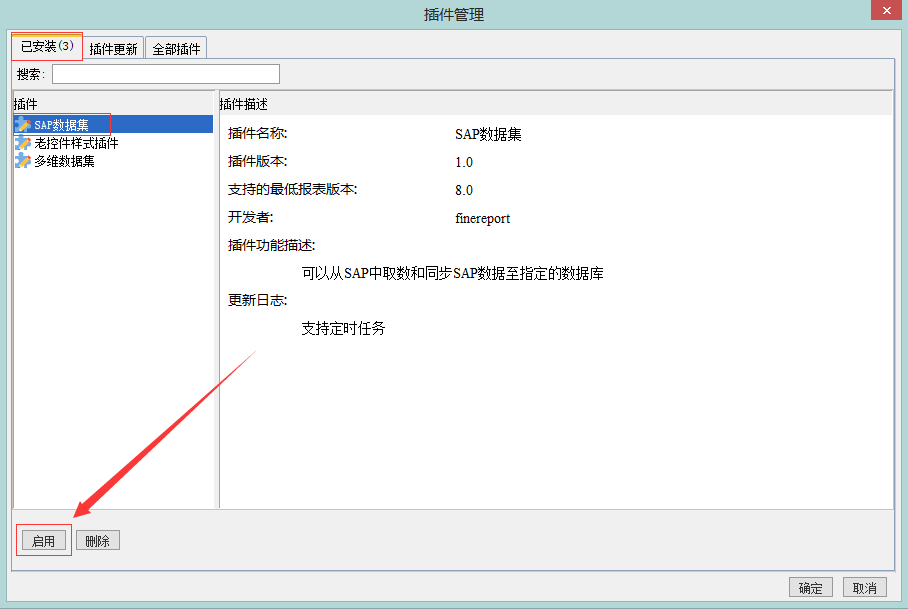 插件管理
已安装(3)
插件更新
全部插件
搜索:
插件
SAP数据集
老控件样式插件
多维数据集
插件描述
插件名称: SAP数据集
插件版本: 1.0
支持的最低报表版本: 8.0
开发者: finereport
插件功能描述:
可以从SAP中取数和同步SAP数据至指定的数据库
更新日志:
支持定时任务
启用
删除
确定
取消